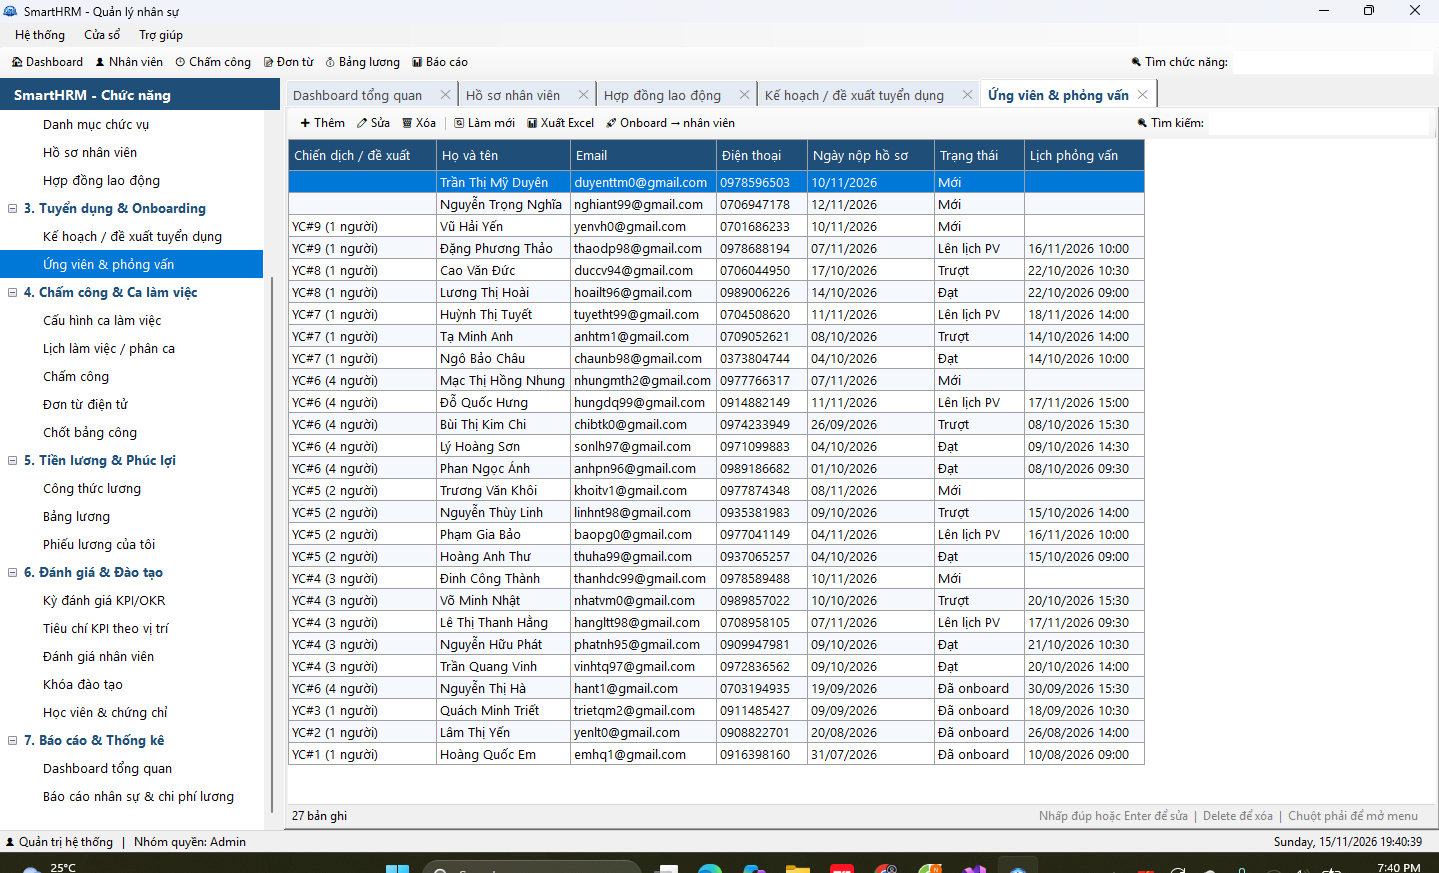 SmartHRM - Quản lý nhân sự
Hệ thống Cửa sổ Trợ giúp
Dashboard Nhân viên Chấm công Đơn từ Bảng lương Báo cáo Tìm chức năng:
SmartHRM - Chức năng
Danh mục chức vụ
Hồ sơ nhân viên
Hợp đồng lao động
3. Tuyển dụng & Onboarding
Kế hoạch / đề xuất tuyển dụng
Ứng viên & phỏng vấn
4. Chấm công & Ca làm việc
Cấu hình ca làm việc
Lịch làm việc / phân ca
Chấm công
Đơn từ điện tử
Chốt bảng công
5. Tiền lương & Phúc lợi
Công thức lương
Bảng lương
Phiếu lương của tôi
6. Đánh giá & Đào tạo
Kỳ đánh giá KPI/OKR
Tiêu chí KPI theo vị trí
Đánh giá nhân viên
Khóa đào tạo
Học viên & chứng chỉ
7. Báo cáo & Thống kê
Dashboard tổng quan
Báo cáo nhân sự & chi phí lương
Dashboard tổng quan Hồ sơ nhân viên Hợp đồng lao động Kế hoạch / đề xuất tuyển dụng Ứng viên & phỏng vấn
Thêm Sửa Xóa Làm mới Xuất Excel Onboard → nhân viên Tìm kiếm:
Chiến dịch / đề xuất Họ và tên Email Điện thoại Ngày nộp hồ sơ Trạng thái Lịch phỏng vấn
Trần Thị Mỹ Duyên duyenttm0@gmail.com 0978596503 10/11/2026 Mới
Nguyễn Trọng Nghĩa nghiant99@gmail.com 0706947178 12/11/2026 Mới
YC#9 (1 người) Vũ Hải Yến yenvh0@gmail.com 0701686233 10/11/2026 Mới
YC#9 (1 người) Đặng Phương Thảo thaodp98@gmail.com 0978688194 07/11/2026 Lên lịch PV 16/11/2026 10:00
YC#8 (1 người) Cao Văn Đức duccv94@gmail.com 0706044950 17/10/2026 Trượt 22/10/2026 10:30
YC#8 (1 người) Lương Thị Hoài hoailt96@gmail.com 0989006226 14/10/2026 Đạt 22/10/2026 09:00
YC#7 (1 người) Huỳnh Thị Tuyết tuyetht99@gmail.com 0704508620 11/11/2026 Lên lịch PV 18/11/2026 14:00
YC#7 (1 người) Tạ Minh Anh anhtm1@gmail.com 0709052621 08/10/2026 Trượt 14/10/2026 14:00
YC#7 (1 người) Ngô Bảo Châu chaunb98@gmail.com 0373804744 04/10/2026 Đạt 14/10/2026 10:00
YC#6 (4 người) Mạc Thị Hồng Nhung nhungmth2@gmail.com 0977766317 07/11/2026 Mới
YC#6 (4 người) Đỗ Quốc Hưng hungdq99@gmail.com 0914882149 11/11/2026 Lên lịch PV 17/11/2026 15:00
YC#6 (4 người) Bùi Thị Kim Chi chibtk0@gmail.com 0974233949 26/09/2026 Trượt 08/10/2026 15:30
YC#6 (4 người) Lý Hoàng Sơn sonlh97@gmail.com 0971099883 04/10/2026 Đạt 09/10/2026 14:30
YC#6 (4 người) Phan Ngọc Ánh anhpn96@gmail.com 0989186682 01/10/2026 Đạt 08/10/2026 09:30
YC#5 (2 người) Trương Văn Khôi khoitv1@gmail.com 0977874348 08/11/2026 Mới
YC#5 (2 người) Nguyễn Thùy Linh linhnt98@gmail.com 0935381983 09/10/2026 Trượt 15/10/2026 14:00
YC#5 (2 người) Phạm Gia Bảo baopg0@gmail.com 0977041149 04/11/2026 Lên lịch PV 16/11/2026 10:00
YC#5 (2 người) Hoàng Anh Thư thuha99@gmail.com 0937065257 04/10/2026 Đạt 15/10/2026 09:00
YC#4 (3 người) Đinh Công Thành thanhdc99@gmail.com 0978589488 10/11/2026 Mới
YC#4 (3 người) Võ Minh Nhật nhatvm0@gmail.com 0989857022 10/10/2026 Trượt 20/10/2026 15:30
YC#4 (3 người) Lê Thị Thanh Hằng hangltt98@gmail.com 0708958105 07/11/2026 Lên lịch PV 17/11/2026 09:30
YC#4 (3 người) Nguyễn Hữu Phát phatnh95@gmail.com 0909947981 09/10/2026 Đạt 21/10/2026 10:30
YC#4 (3 người) Trần Quang Vinh vinhtq97@gmail.com 0972836562 09/10/2026 Đạt 20/10/2026 14:00
YC#6 (4 người) Nguyễn Thị Hà hant1@gmail.com 0703194935 19/09/2026 Đã onboard 30/09/2026 15:30
YC#3 (1 người) Quách Minh Triết trietqm2@gmail.com 0911485427 09/09/2026 Đã onboard 18/09/2026 10:30
YC#2 (1 người) Lâm Thị Yến yenlt0@gmail.com 0908822701 20/08/2026 Đã onboard 26/08/2026 14:00
YC#1 (1 người) Hoàng Quốc Em emhq1@gmail.com 0916398160 31/07/2026 Đã onboard 10/08/2026 09:00
27 bản ghi Nhấp đúp hoặc Enter để sửa | Delete để xóa | Chuột phải để mở menu
Quản trị hệ thống | Nhóm quyền: Admin Sunday, 15/11/2026 19:40:39
25°C 7:40 PM